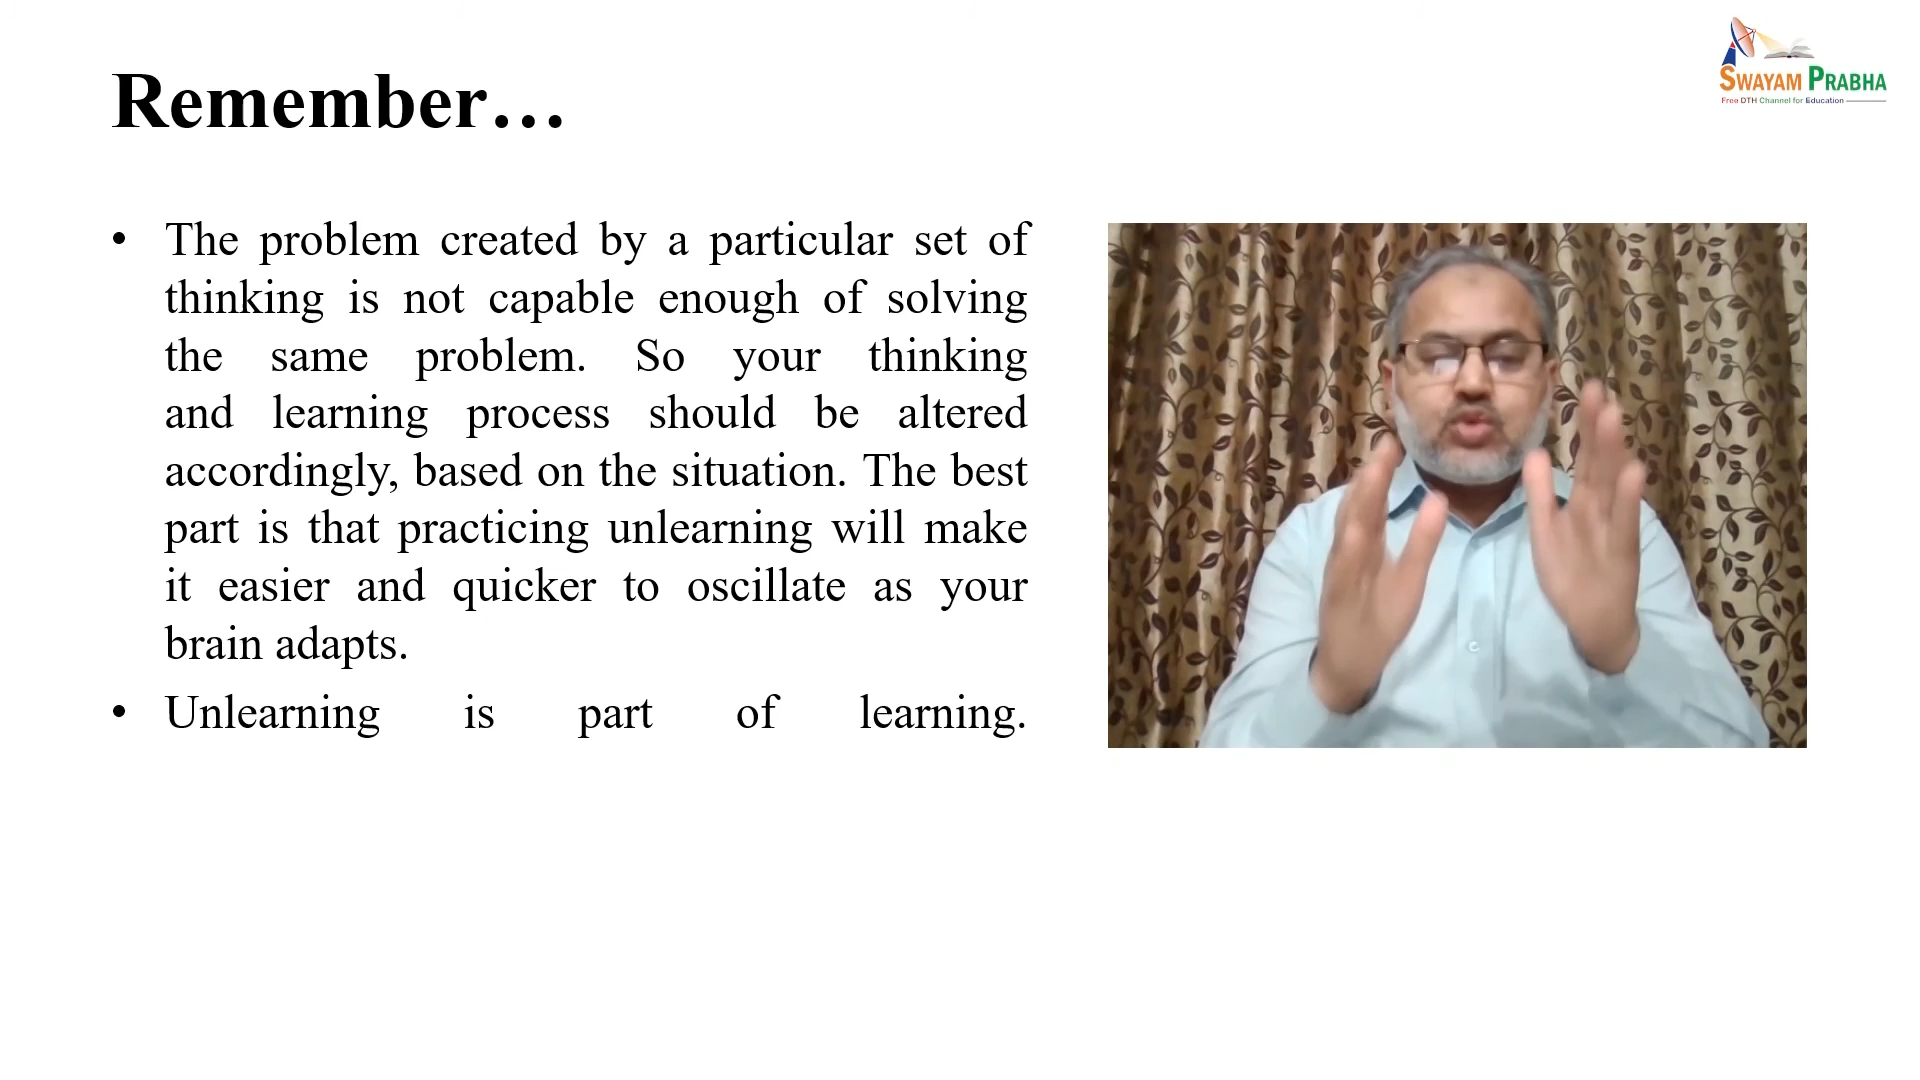 SWAYAM PRABHA
Free DTH Channel for Education
Remember…
• The problem created by a particular set of
thinking is not capable enough of solving
the same problem. So your thinking
and learning process should be altered
accordingly, based on the situation. The best
part is that practicing unlearning will make
it easier and quicker to oscillate as your
brain adapts.
• Unlearning is part of learning.